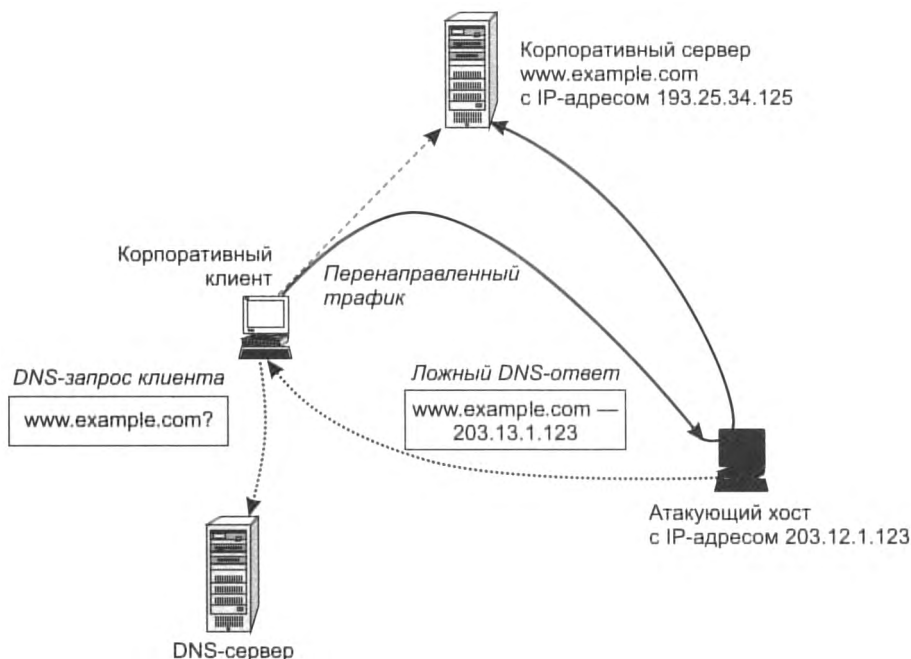 Корпоративный сервер
www.example.com
с IP-адресом 193.25.34.125
Корпоративный
клиент
Перенаправленный
трафик
DNS-запрос клиента
www.example.com?
Ложный DNS-ответ
www.example.com —
203.13.1.123
Атакующий хост
с IP-адресом 203.12.1.123
DNS-сервер